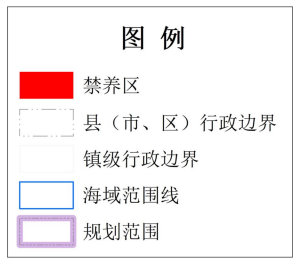 图 例
禁养区
县（市、区）行政边界
镇级行政边界
海域范围线
规划范围